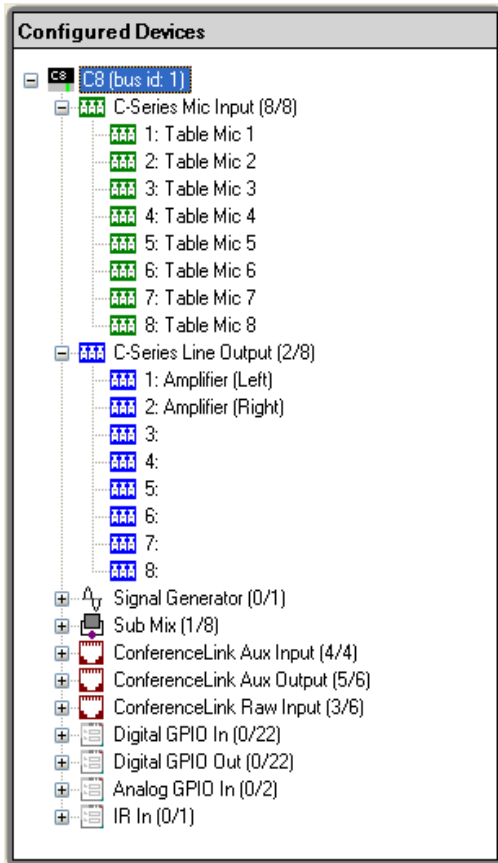 Configured Devices
C8 C8 (bus id: 1)
C-Series Mic Input (8/8)
1: Table Mic 1
2: Table Mic 2
3: Table Mic 3
4: Table Mic 4
5: Table Mic 5
6: Table Mic 6
7: Table Mic 7
8: Table Mic 8
C-Series Line Output (2/8)
1: Amplifier (Left)
2: Amplifier (Right)
3:
4:
5:
6:
7:
8:
Signal Generator (0/1)
Sub Mix (1/8)
ConferenceLink Aux Input (4/4)
ConferenceLink Aux Output (5/6)
ConferenceLink Raw Input (3/6)
Digital GPIO In (0/22)
Digital GPIO Out (0/22)
Analog GPIO In (0/2)
IR In (0/1)